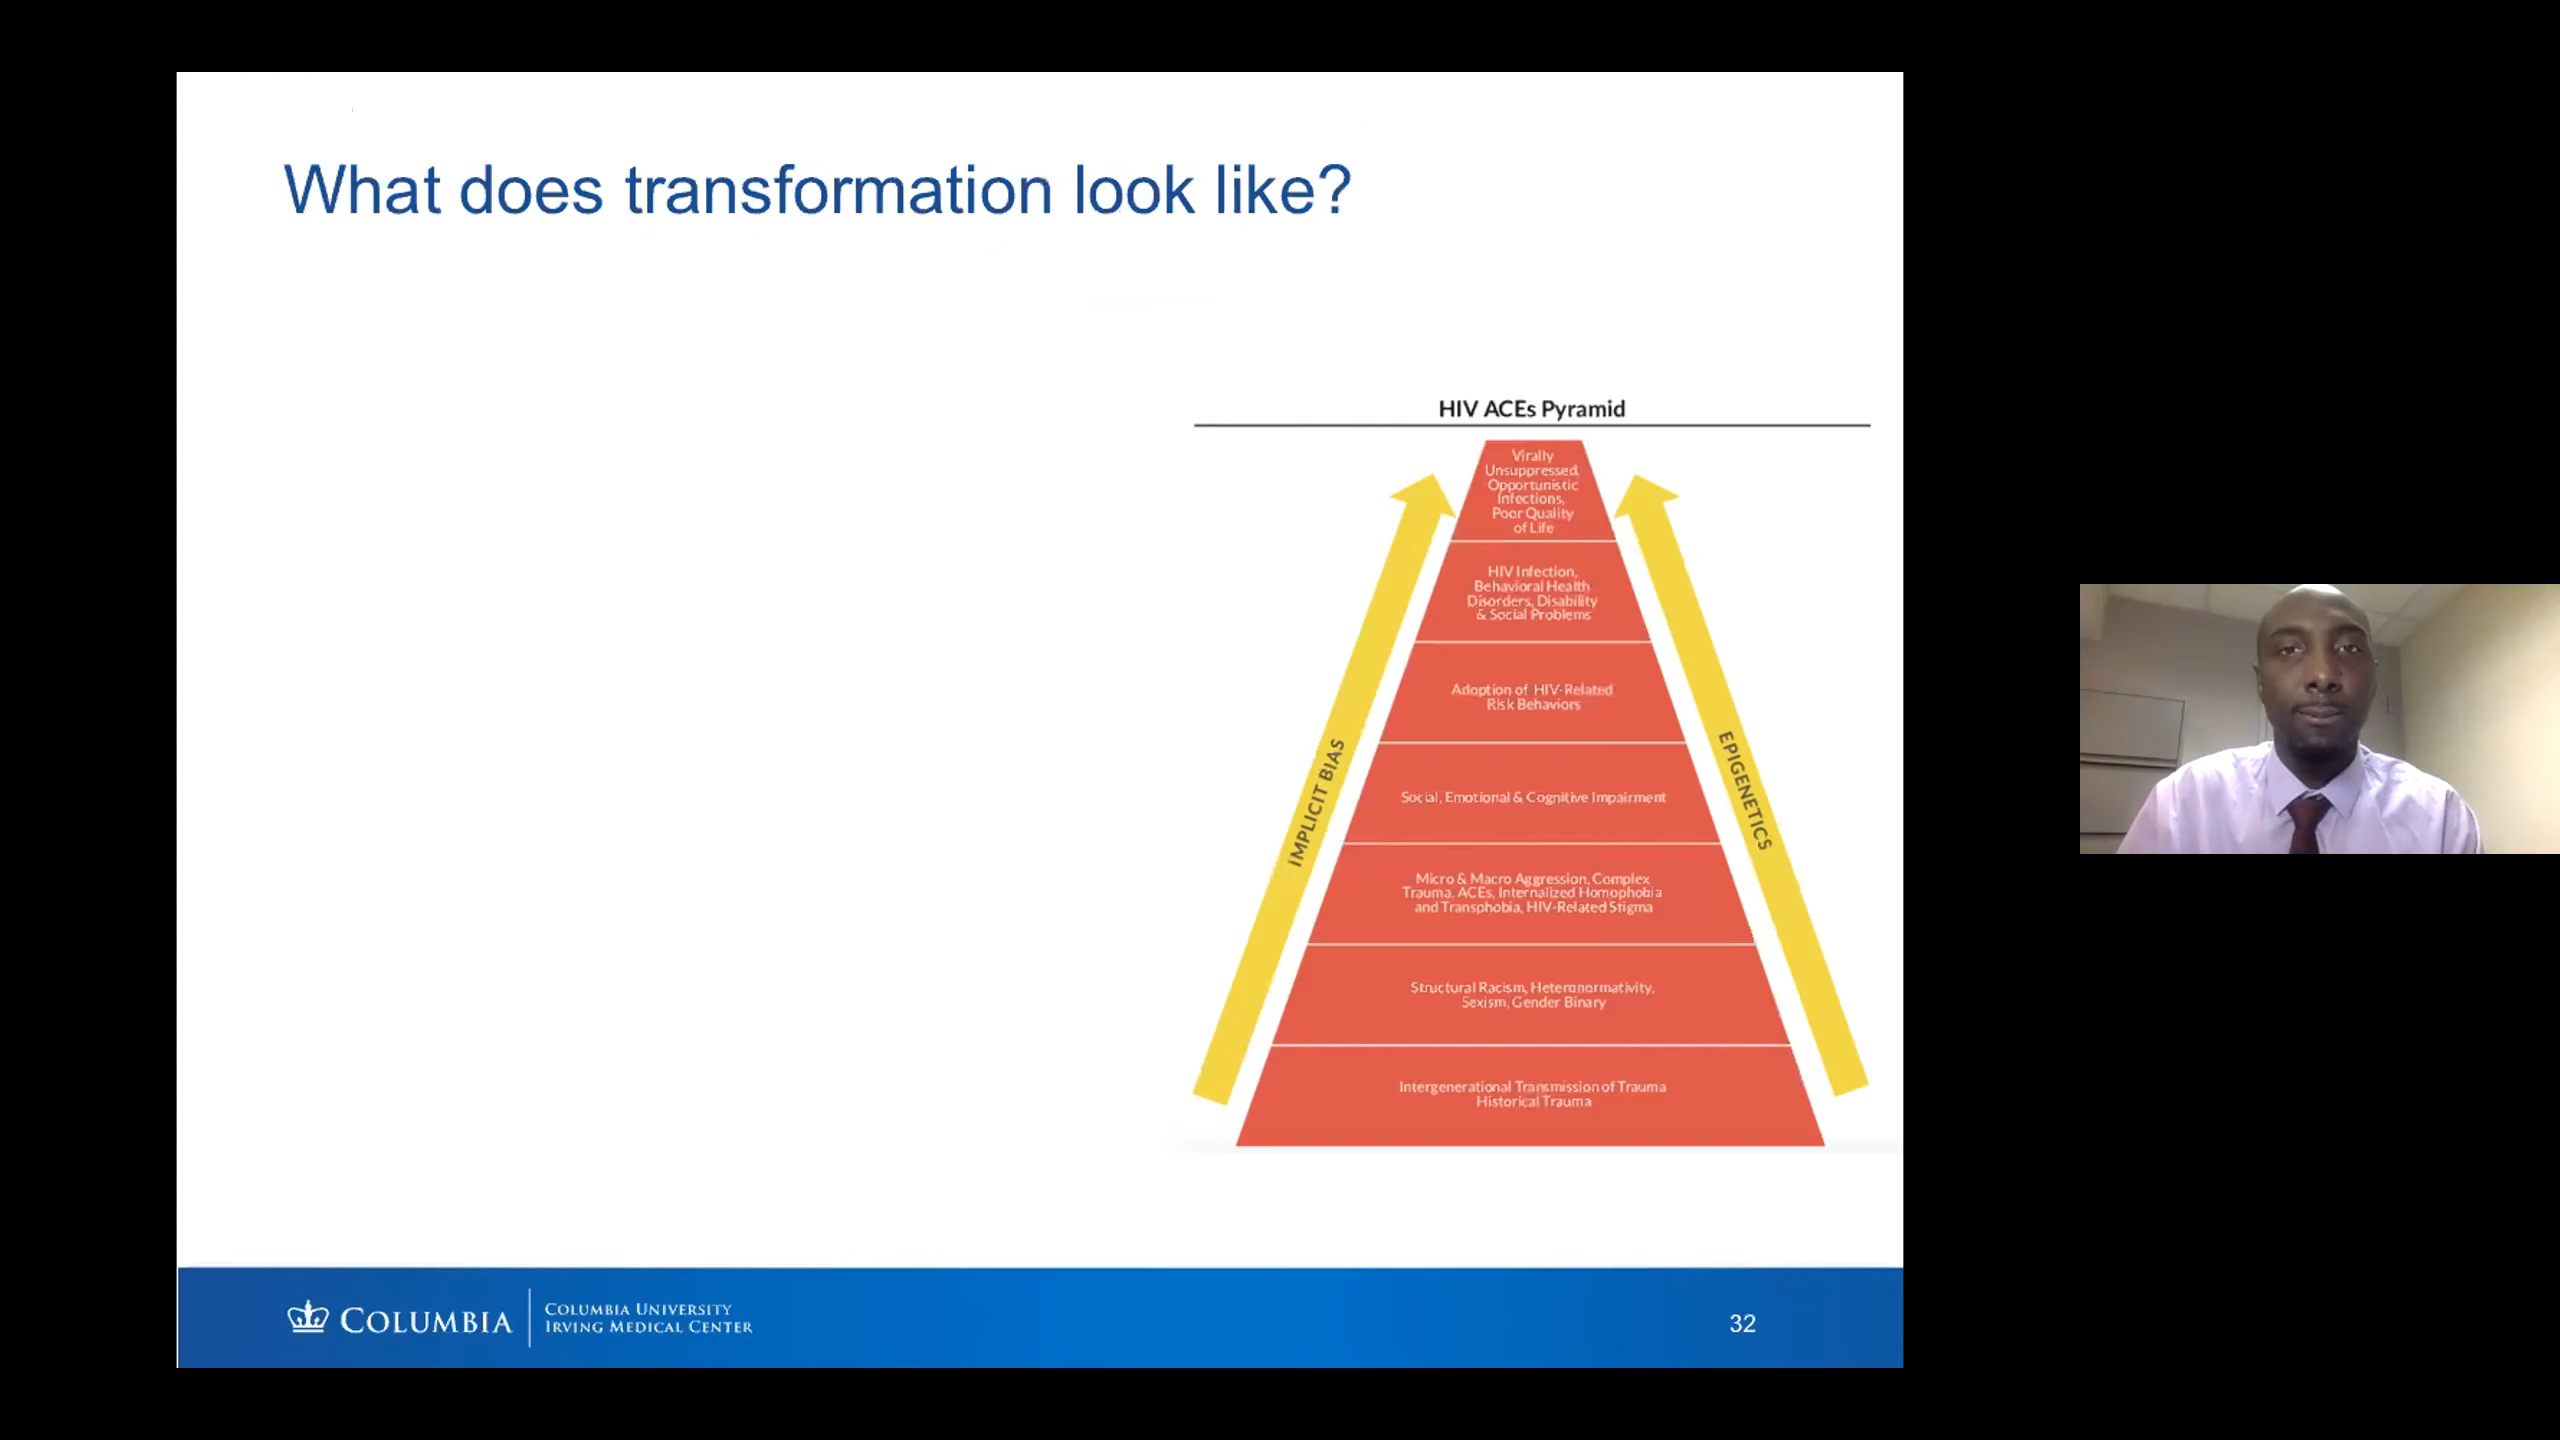 What does transformation look like?
HIV ACEs Pyramid
Virally
Unsuppressed,
Opportunistic
Infections,
Poor Quality
of Life
HIV Infection,
Behavioral Health
Disorders, Disability
& Social Problems
Adoption of HIV-Related
Risk Behaviors
Social, Emotional & Cognitive Impairment
Micro & Macro Aggression, Complex
Trauma, ACEs, Internalized Homophobia
and Transphobia, HIV-Related Stigma
Structural Racism, Heteronormativity,
Sexism, Gender Binary
Intergenerational Transmission of Trauma
Historical Trauma
IMPLICIT BIAS
EPIGENETICS
COLUMBIA
COLUMBIA UNIVERSITY
IRVING MEDICAL CENTER
32